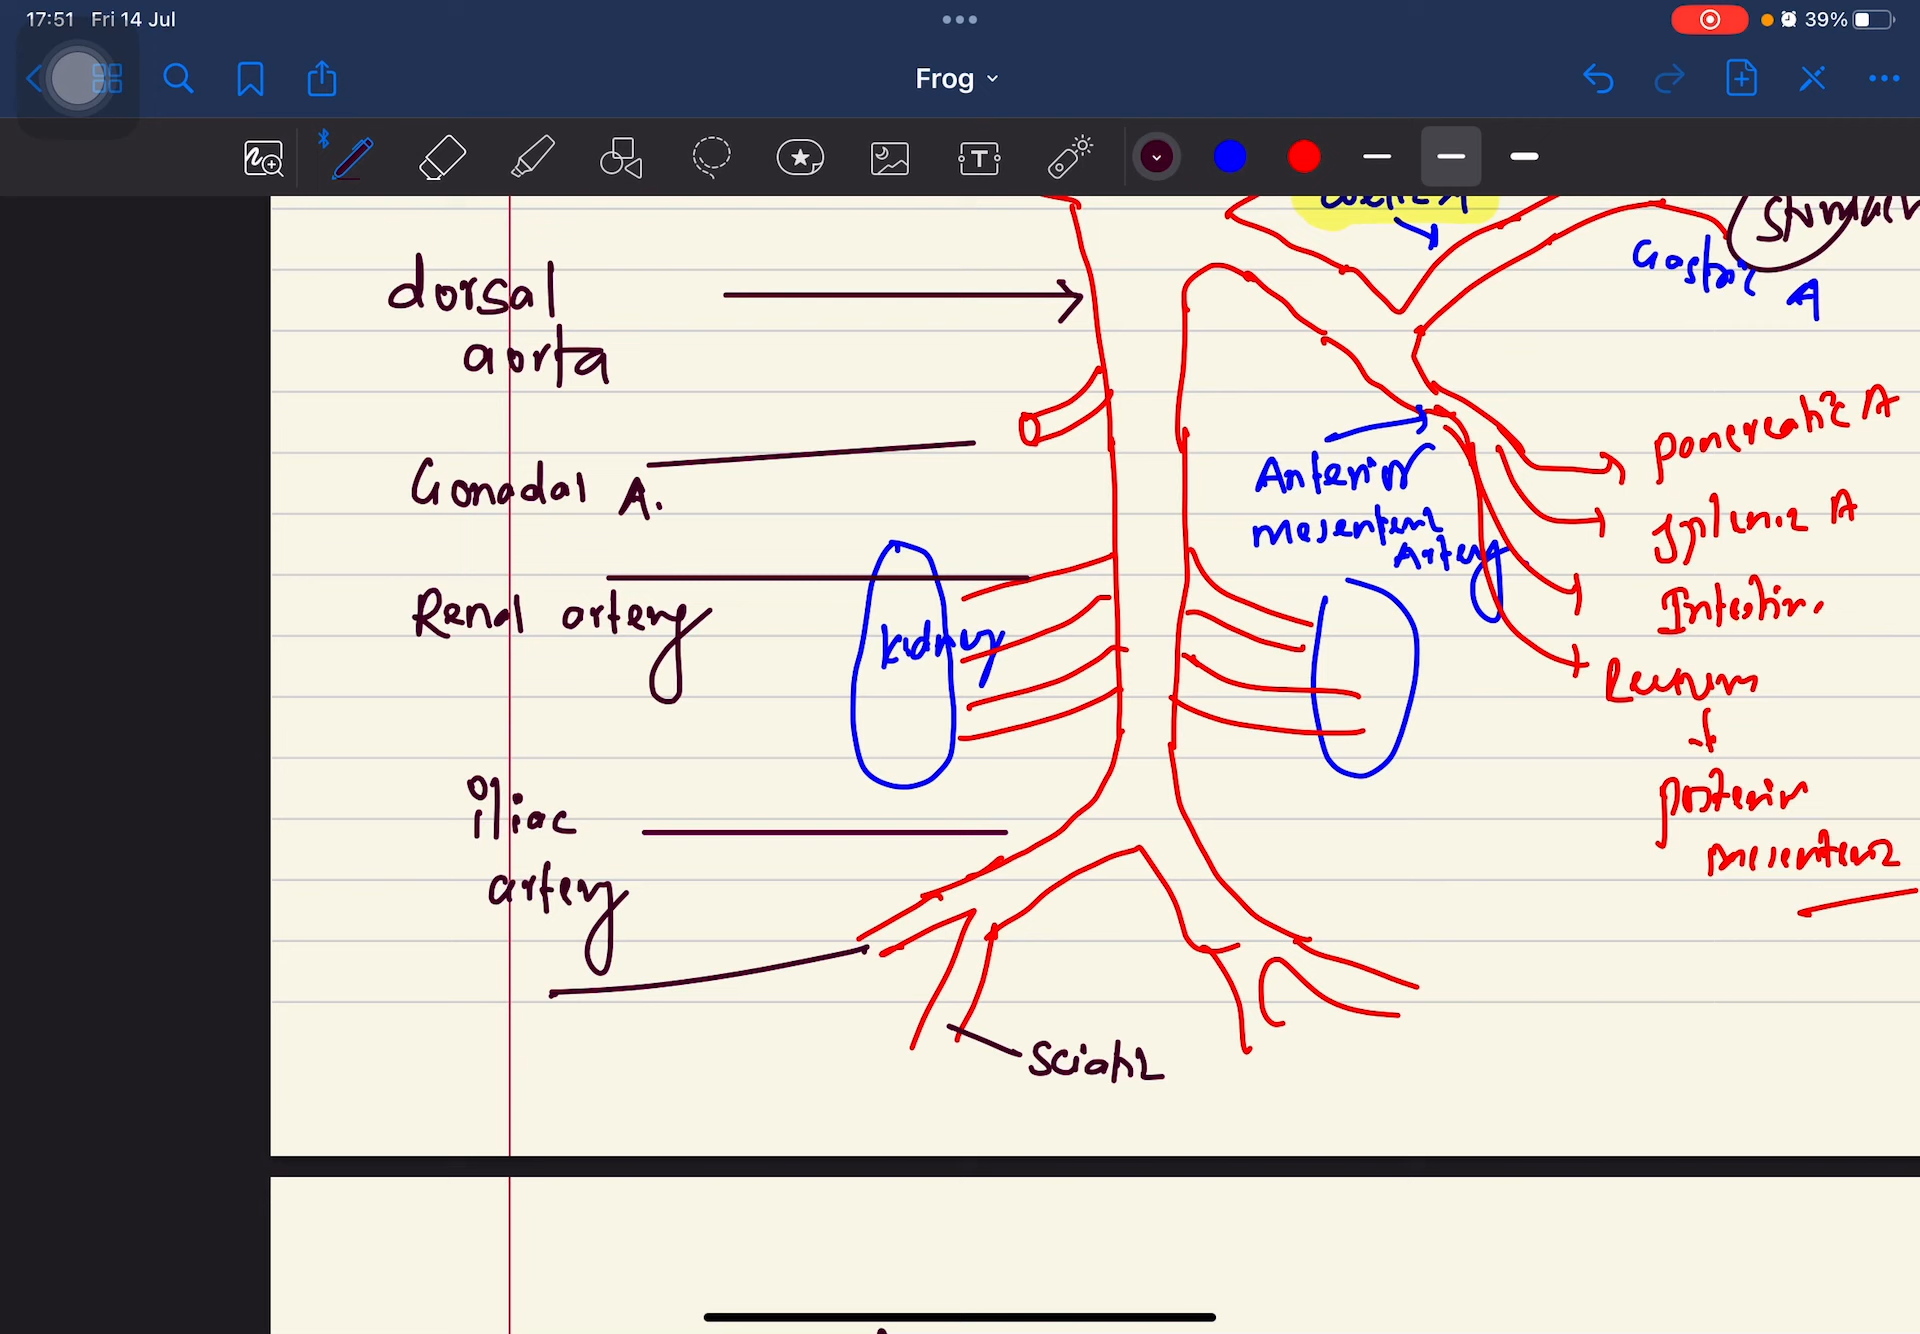 17:51 Fri 14 Jul
39%
Frog
T
Gastric
A
dorsal
aorta
Gonadal A.
Renal artery
kidney
iliac
artery
Sciatic
Anterior
mesenteric
Artery
pancreatic A
Splenic A
Intestine
Rectum
+
posterior
mesenteric